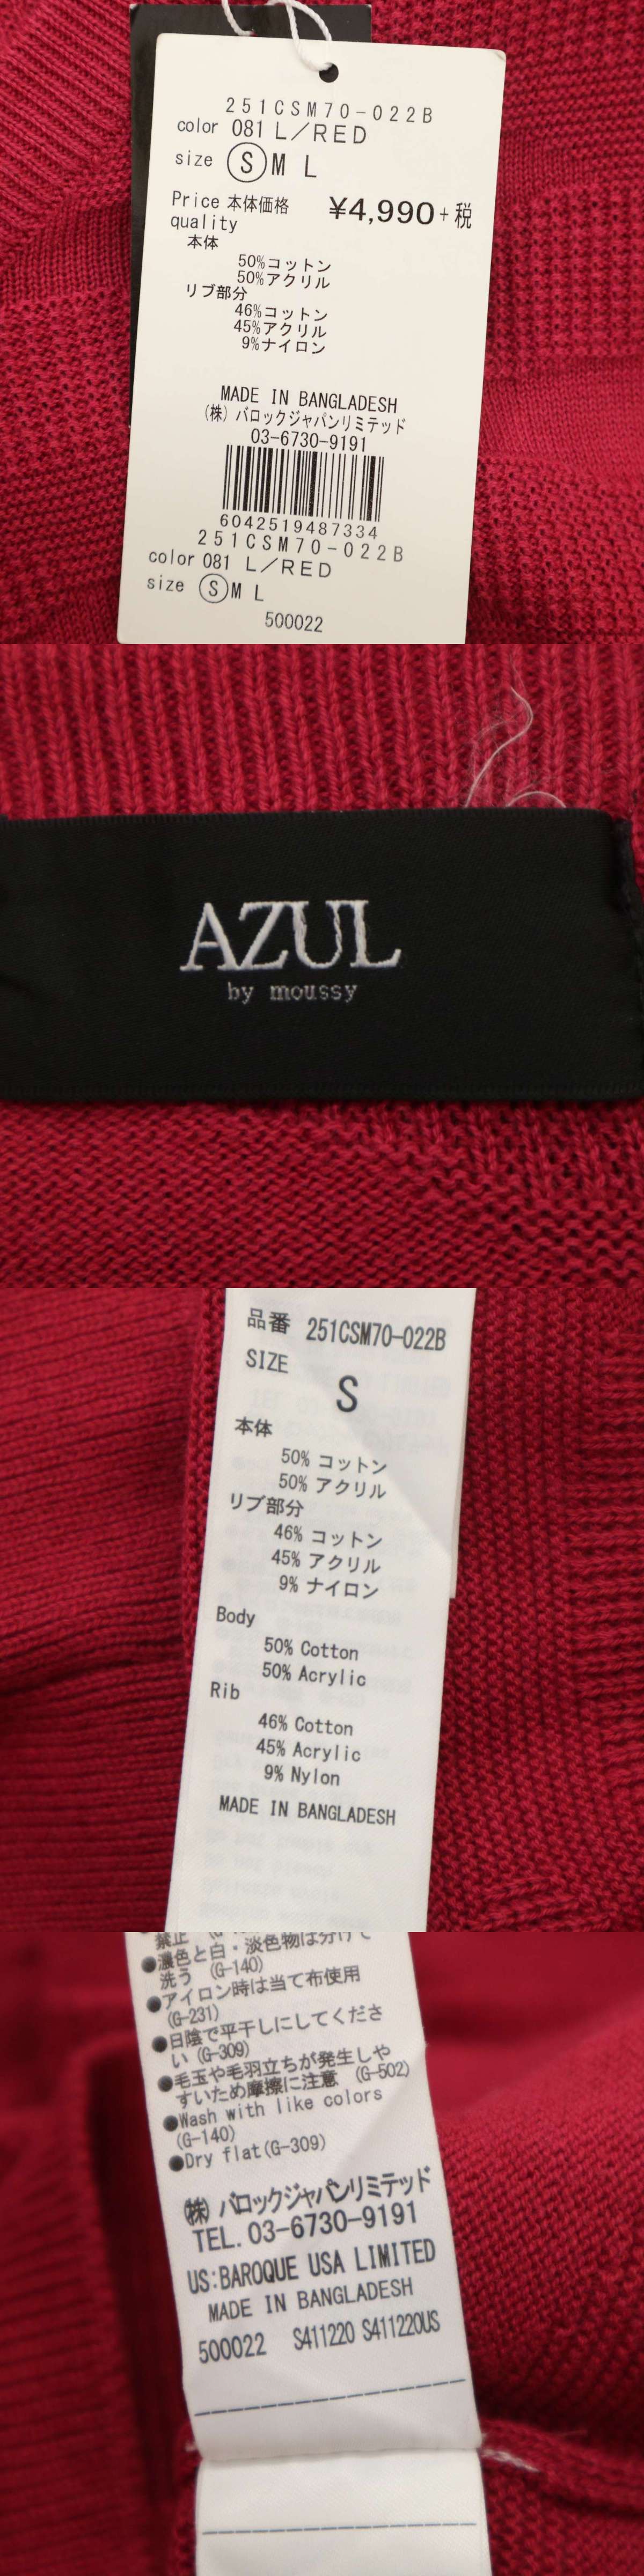 251CSM70-022B
color 081 L/RED
size S M L
Price 本体価格 ¥4,990+税
quality
本体
50%コットン
50%アクリル
リブ部分
46%コットン
45%アクリル
9%ナイロン
MADE IN BANGLADESH
(株) バロックジャパンリミテッド
03-6730-9191
6042519487334
251CSM70-022B
color 081 L/RED
size S M L
500022
AZUL
by moussy
品番 251CSM70-022B
SIZE
S
本体
50% コットン
50% アクリル
リブ部分
46% コットン
45% アクリル
9% ナイロン
Body
50% Cotton
50% Acrylic
Rib
46% Cotton
45% Acrylic
9% Nylon
MADE IN BANGLADESH
禁止
●濃色と白・淡色物は分けて
洗う (G-140)
●アイロン時は当て布使用
(G-231)
●日陰で平干しにしてくださ
い (G-309)
●毛玉や毛羽立ちが発生しや
すいため摩擦に注意 (G-502)
●Wash with like colors
(G-140)
●Dry flat(G-309)
(株) バロックジャパンリミテッド
TEL. 03-6730-9191
US:BAROQUE USA LIMITED
MADE IN BANGLADESH
500022 S411220 S411220US